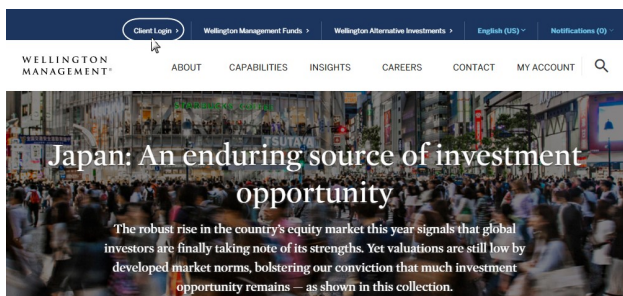 Client Login > Wellington Management Funds > Wellington Alternative Investments > English (US) Notifications (0)
WELLINGTON
MANAGEMENT®
ABOUT CAPABILITIES INSIGHTS CAREERS CONTACT MY ACCOUNT
TSUTAYA
Japan: An enduring source of investment
opportunity
The robust rise in the country's equity market this year signals that global
investors are finally taking note of its strengths. Yet valuations are still low by
developed market norms, bolstering our conviction that much investment
opportunity remains — as shown in this collection.